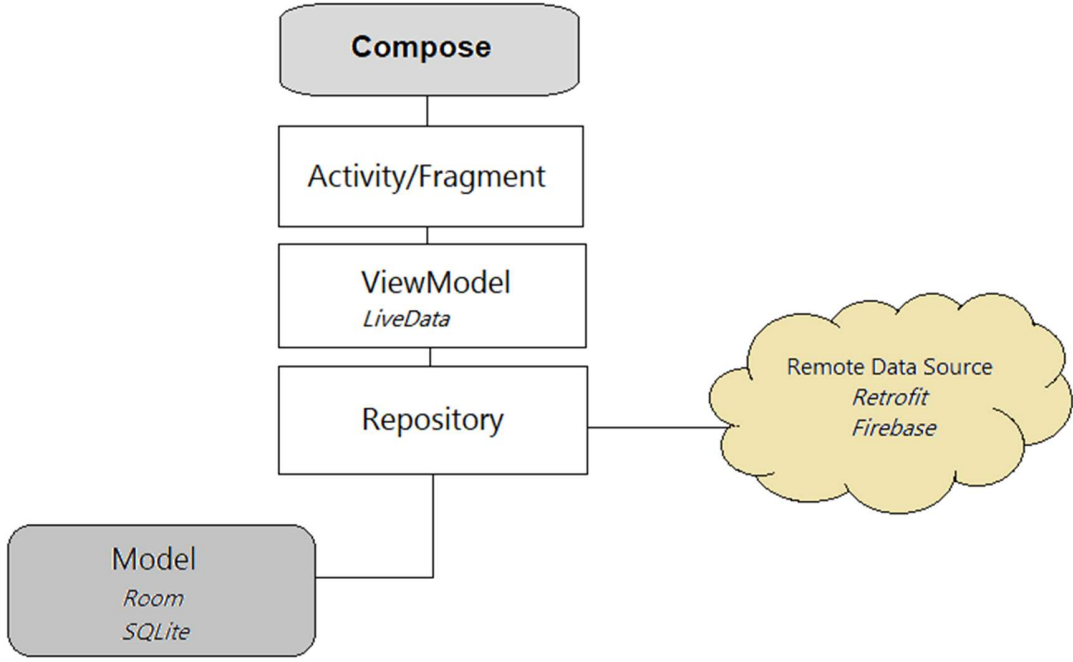 Compose
Activity/Fragment
ViewModel
LiveData
Repository
Remote Data Source
Retrofit
Firebase
Model
Room
SQLite